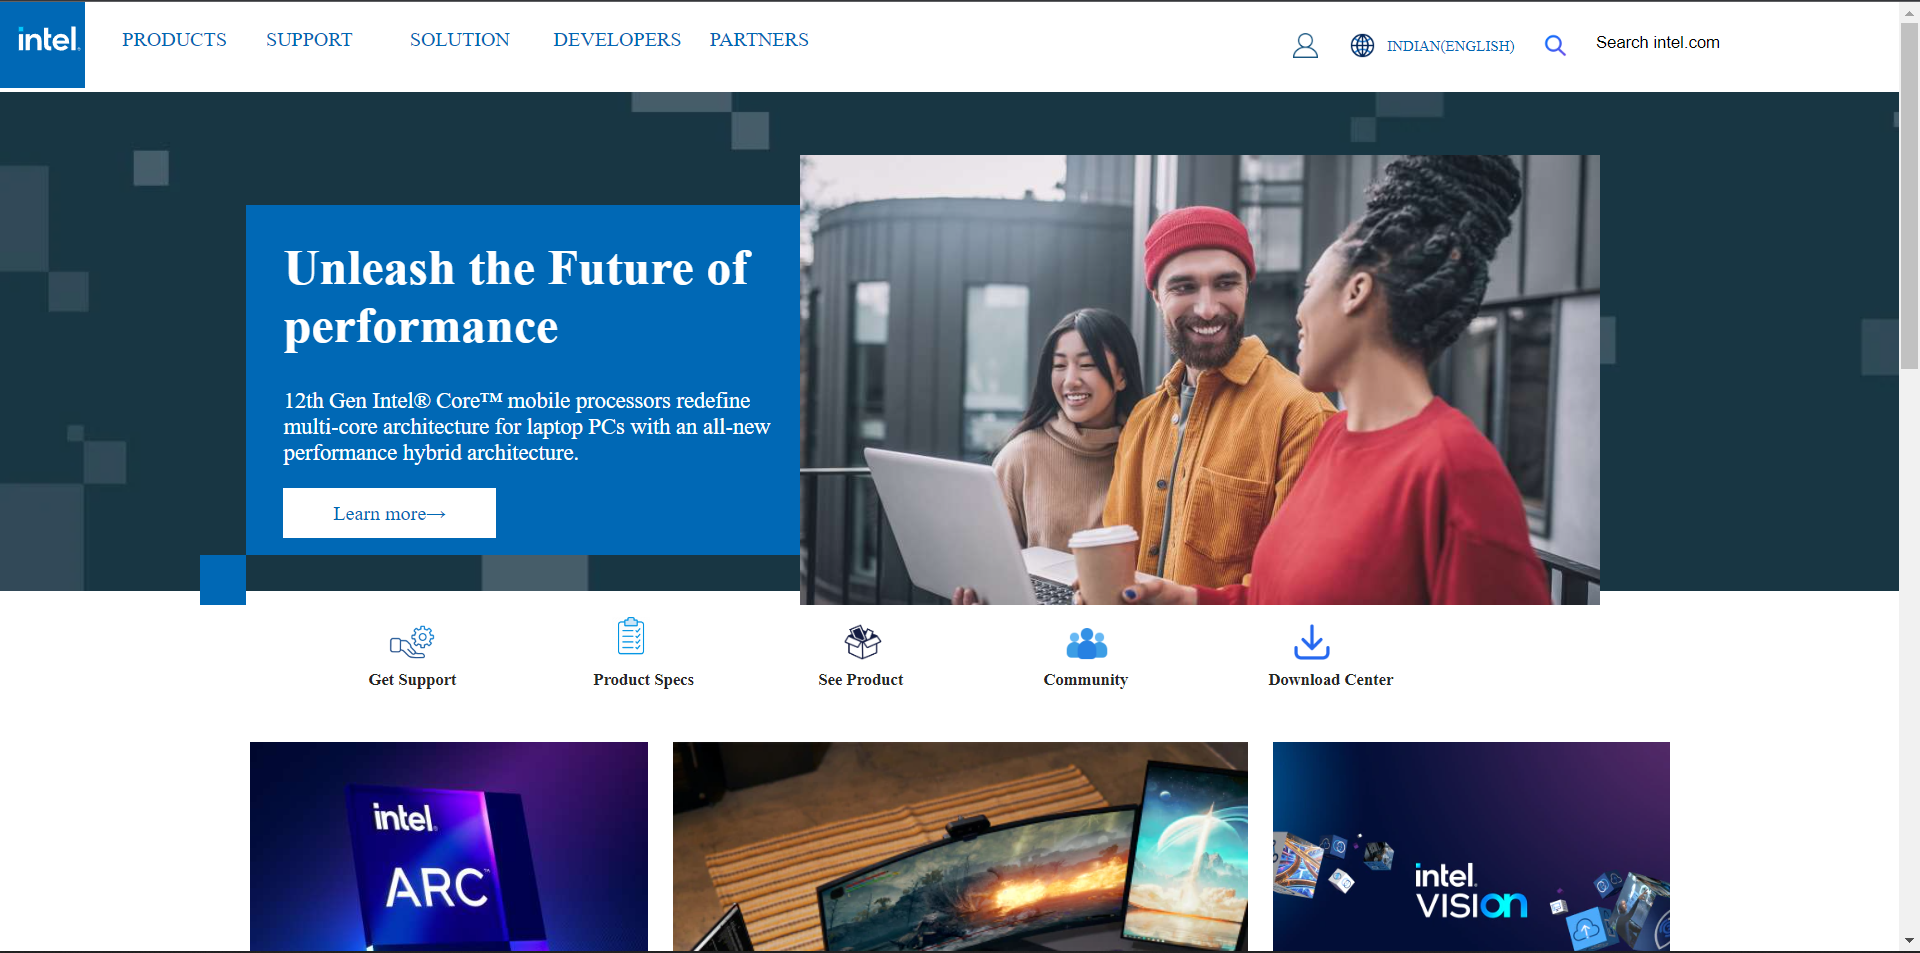 intel.
PRODUCTS
SUPPORT
SOLUTION
DEVELOPERS
PARTNERS
INDIAN(ENGLISH)
Search intel.com
Unleash the Future of
performance
12th Gen Intel® Core™ mobile processors redefine
multi-core architecture for laptop PCs with an all-new
performance hybrid architecture.
Learn more→
Get Support
Product Specs
See Product
Community
Download Center
intel.
ARC™
intel.
VISION